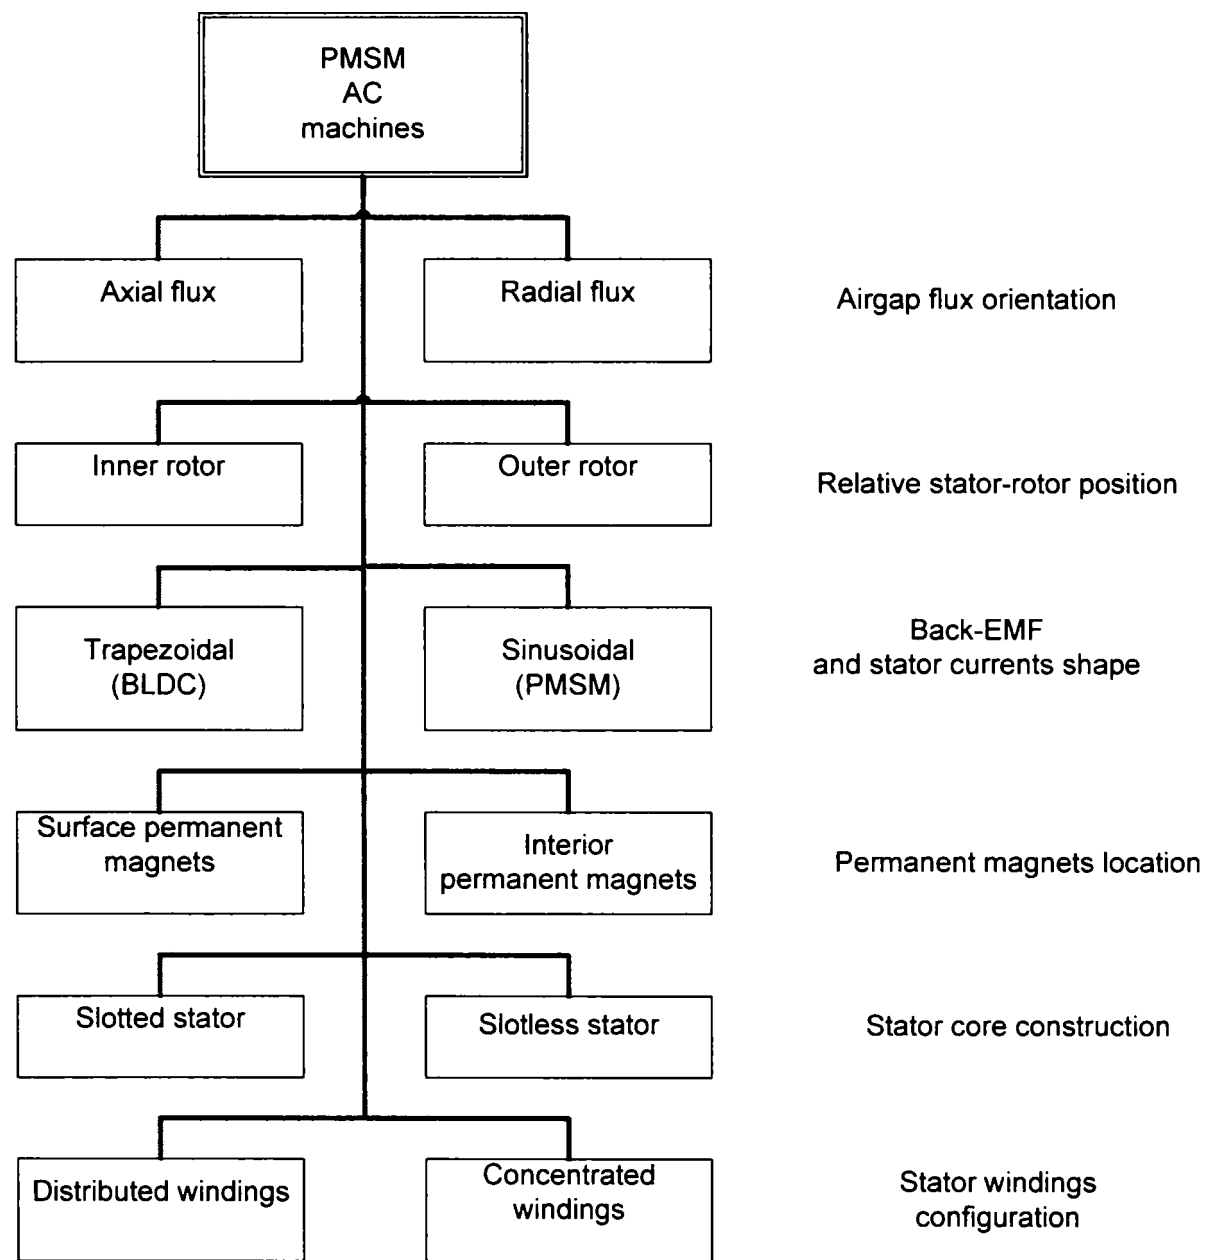 PMSM
AC
machines
Axial flux
Radial flux
Airgap flux orientation
Inner rotor
Outer rotor
Relative stator-rotor position
Trapezoidal
(BLDC)
Sinusoidal
(PMSM)
Back-EMF
and stator currents shape
Surface permanent
magnets
Interior
permanent magnets
Permanent magnets location
Slotted stator
Slotless stator
Stator core construction
Distributed windings
Concentrated
windings
Stator windings
configuration